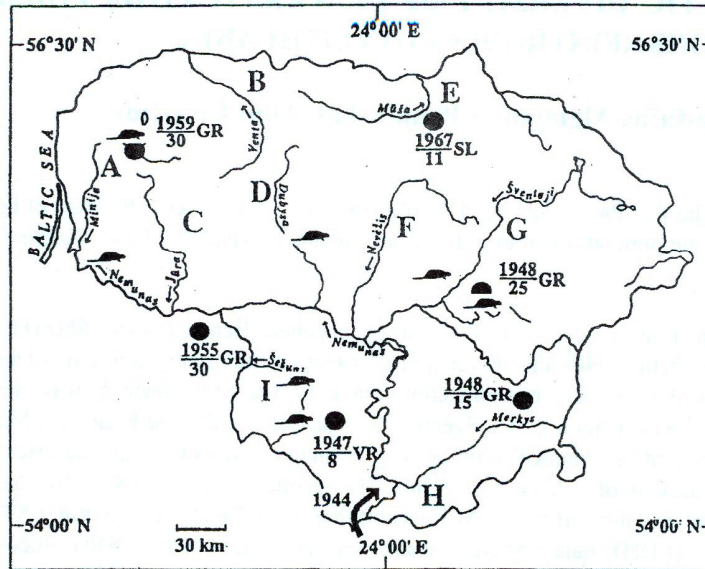 24°00' E
56°30' N
56°30' N
B
E
Venta
Mūša
0 1959/30 GR
1967/11 SL
A
BALTIC SEA
Minija
C
D
Dubysa
Jūra
Nevėžis
F
Šventoji
G
1948/25 GR
Nemunas
Nemunas
1955/30 GR
Šešup.
I
1948/15 GR
Merkys
1947/8 VR
1944
H
54°00' N
54°00' N
30 km
24°00' E